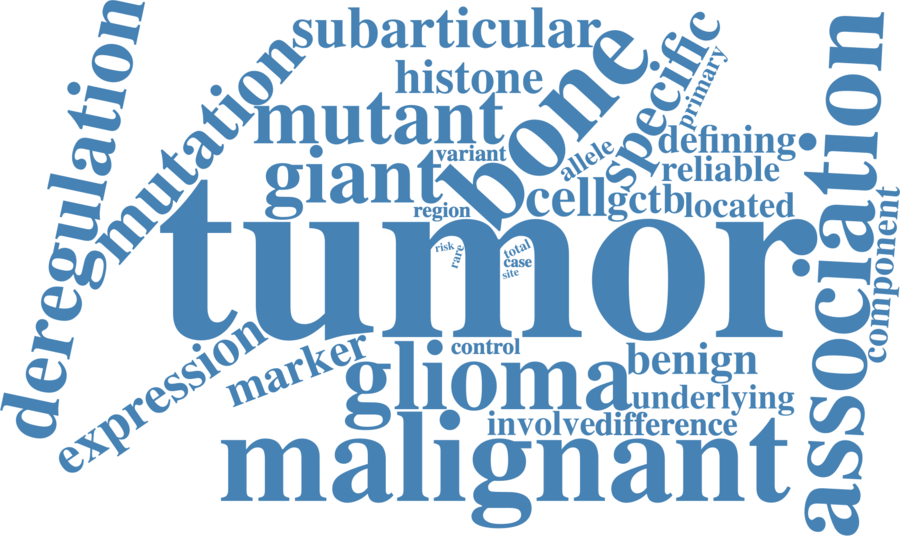 subarticular
deregulation
mutation
histone
bone
specific
primary
association
mutant
variant
allele
defining
reliable
giant
region
cell
gctb
located
component
tumor
risk
rare
total
case
site
expression
marker
control
glioma
benign
underlying
involve
difference
malignant